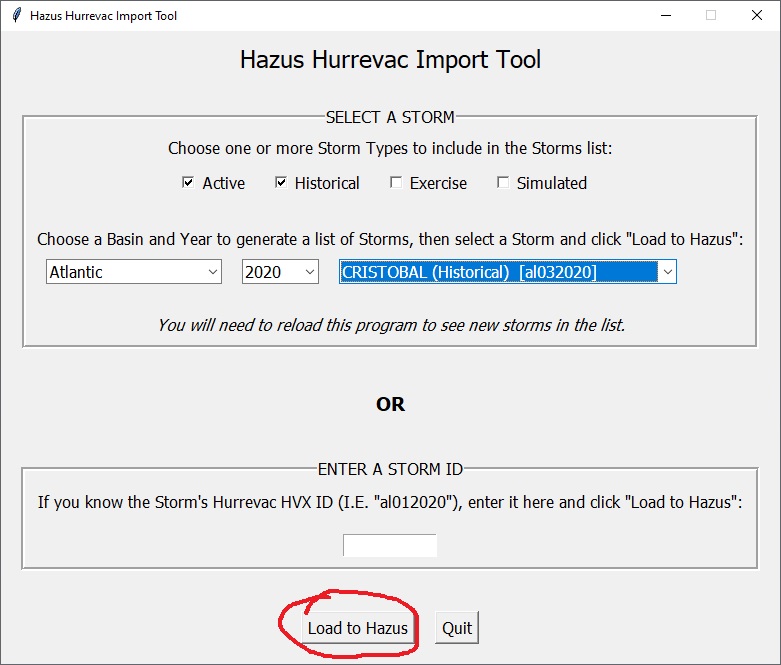 Hazus Hurrevac Import Tool
Hazus Hurrevac Import Tool
SELECT A STORM
Choose one or more Storm Types to include in the Storms list:
Active Historical Exercise Simulated
Choose a Basin and Year to generate a list of Storms, then select a Storm and click "Load to Hazus":
Atlantic 2020 CRISTOBAL (Historical) [al032020]
You will need to reload this program to see new storms in the list.
OR
ENTER A STORM ID
If you know the Storm's Hurrevac HVX ID (I.E. "al012020"), enter it here and click "Load to Hazus":
Load to Hazus Quit